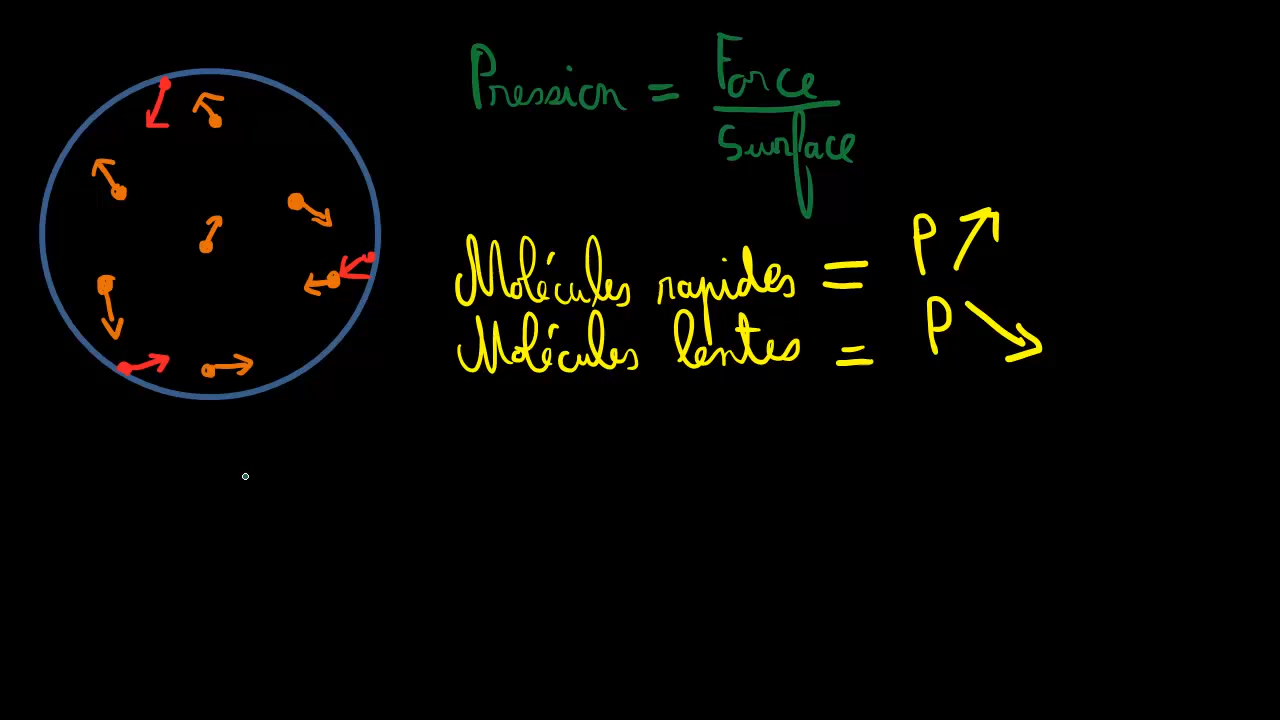 Pression = Force
surface
Molécules rapides = P ↗
Molécules lentes = P ↘